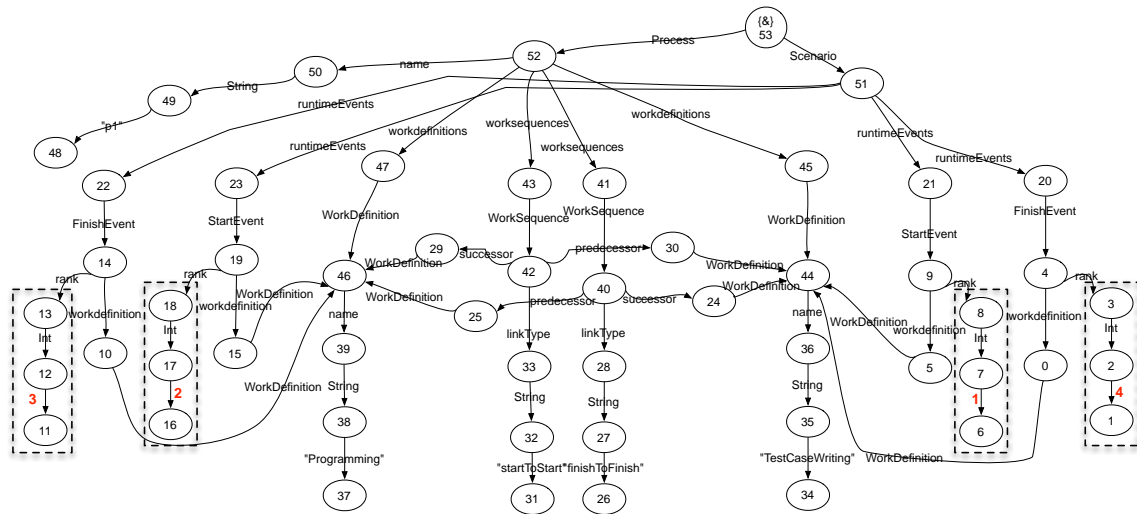 {&}
53
Process
Scenario
52
name
50
51
String
49
runtimeEvents
"p1"
48
workdefinitions
worksequences
workdefinitions
runtimeEvents
runtimeEvents
worksequences
runtimeEvents
47
45
22
23
43
41
21
20
FinishEvent
StartEvent
WorkDefinition
WorkSequence
WorkSequence
WorkDefinition
StartEvent
FinishEvent
29
successor
predecessor
30
14
19
WorkDefinition
42
WorkDefinition
46
44
9
4
rank
rank
WorkDefinition
WorkDefinition
predecessor
40
successor
24
WorkDefinition
rank
rank
13
18
workdefinition
25
8
3
workdefinition
name
name
WorkDefinition
workdefinition
workdefinition
Int
Int
linkType
linkType
Int
Int
10
15
39
36
5
0
12
17
33
28
7
2
3
2
WorkDefinition
String
String
String
String
1
4
11
16
38
32
27
35
6
1
"Programming"
"startToStart"
"finishToFinish"
"TestCaseWriting"
WorkDefinition
37
31
26
34